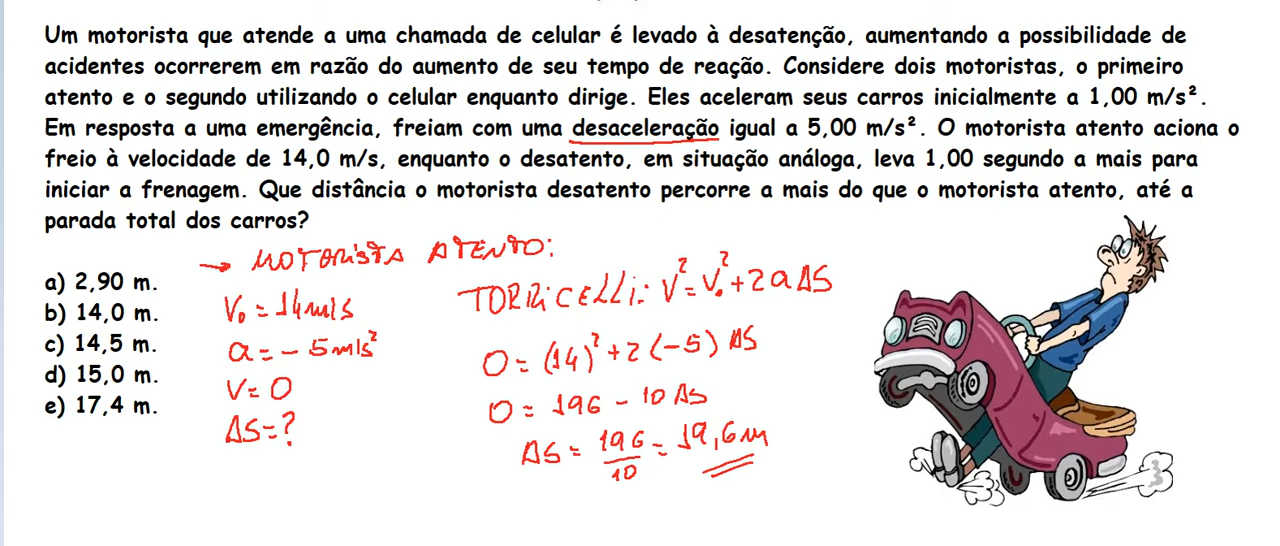 Um motorista que atende a uma chamada de celular é levado à desatenção, aumentando a possibilidade de
acidentes ocorrerem em razão do aumento de seu tempo de reação. Considere dois motoristas, o primeiro
atento e o segundo utilizando o celular enquanto dirige. Eles aceleram seus carros inicialmente a 1,00 m/s².
Em resposta a uma emergência, freiam com uma desaceleração igual a 5,00 m/s². O motorista atento aciona o
freio à velocidade de 14,0 m/s, enquanto o desatento, em situação análoga, leva 1,00 segundo a mais para
iniciar a frenagem. Que distância o motorista desatento percorre a mais do que o motorista atento, até a
parada total dos carros?
a) 2,90 m.
b) 14,0 m.
c) 14,5 m.
d) 15,0 m.
e) 17,4 m.
→ MOTORISTA ATENTO:
V₀ = 14 m/s
a = - 5 m/s²
V = 0
ΔS = ?
TORRICELLI: V² = V₀² + 2aΔS
0 = (14)² + 2 (-5) ΔS
0 = 196 - 10 ΔS
ΔS = 196/10 = 19,6 m